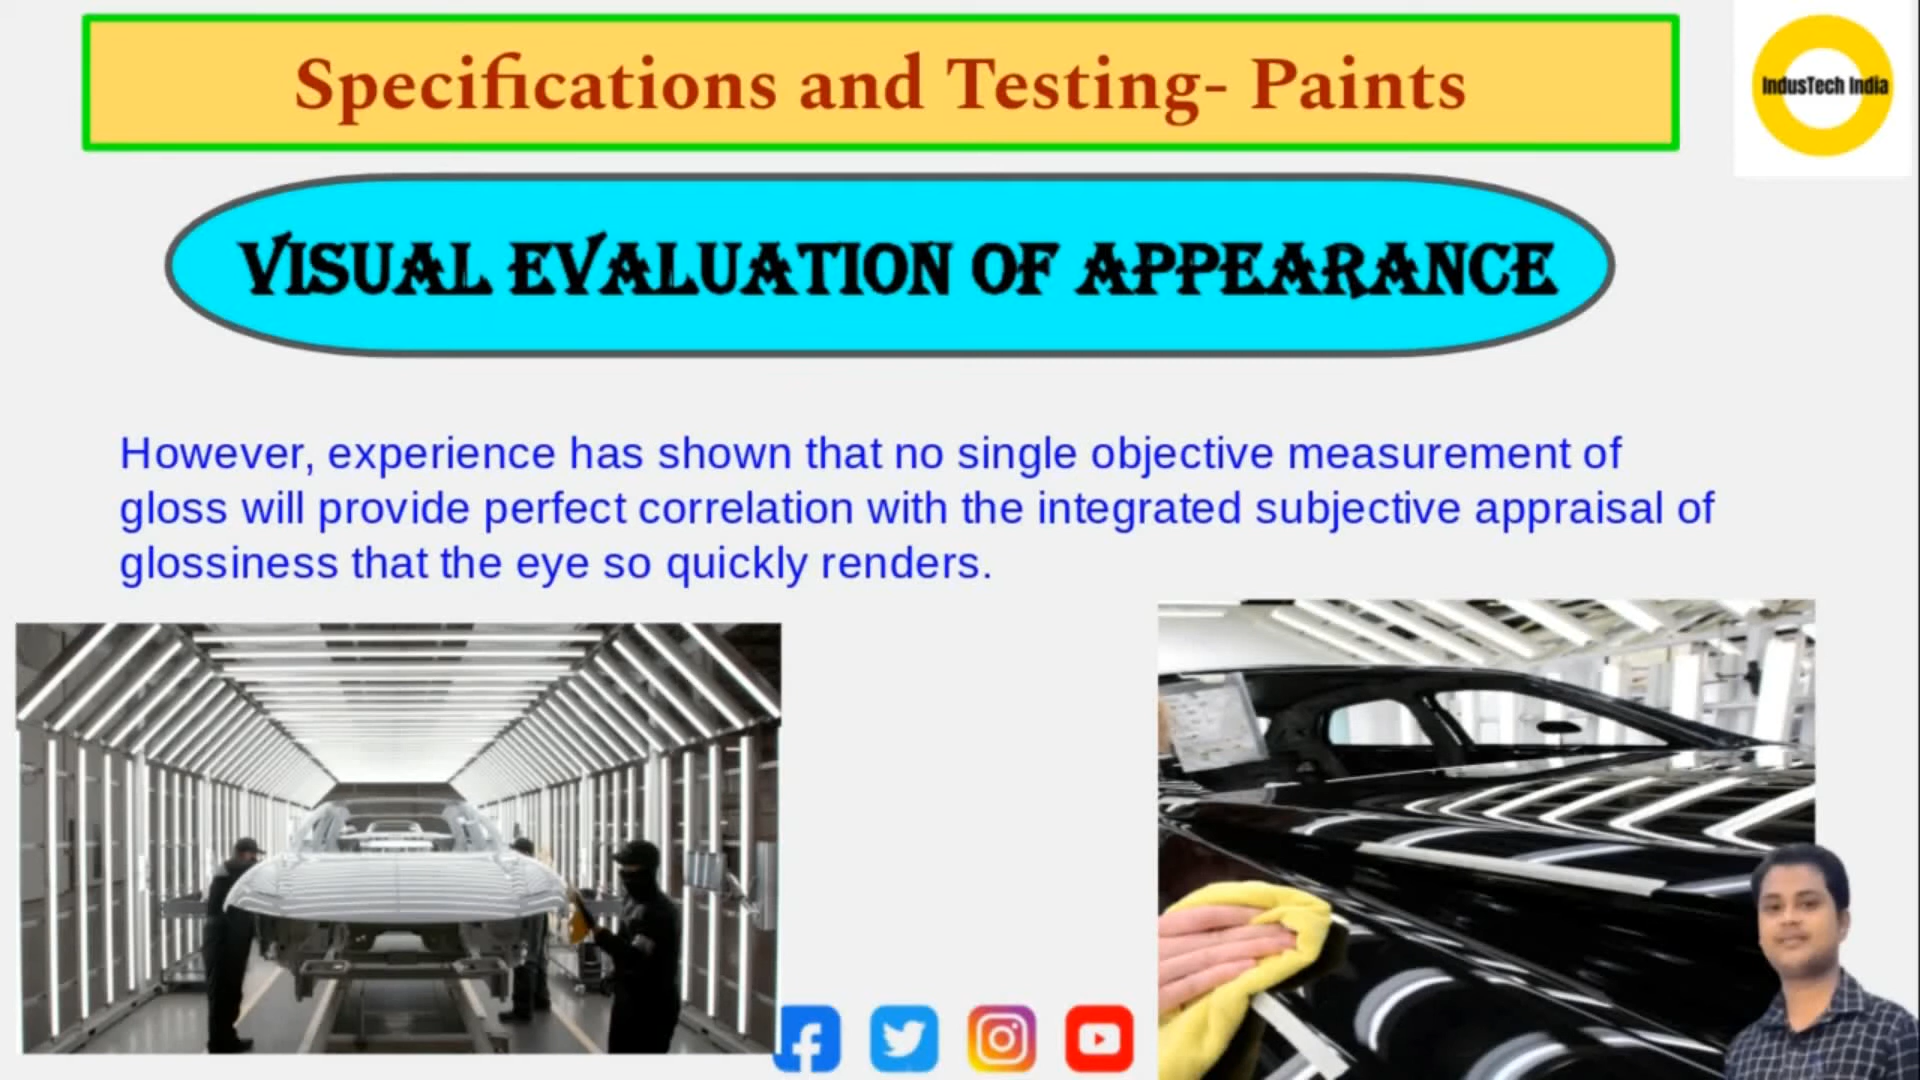 Specifications and Testing- Paints
IndusTech India
VISUAL EVALUATION OF APPEARANCE
However, experience has shown that no single objective measurement of
gloss will provide perfect correlation with the integrated subjective appraisal of
glossiness that the eye so quickly renders.